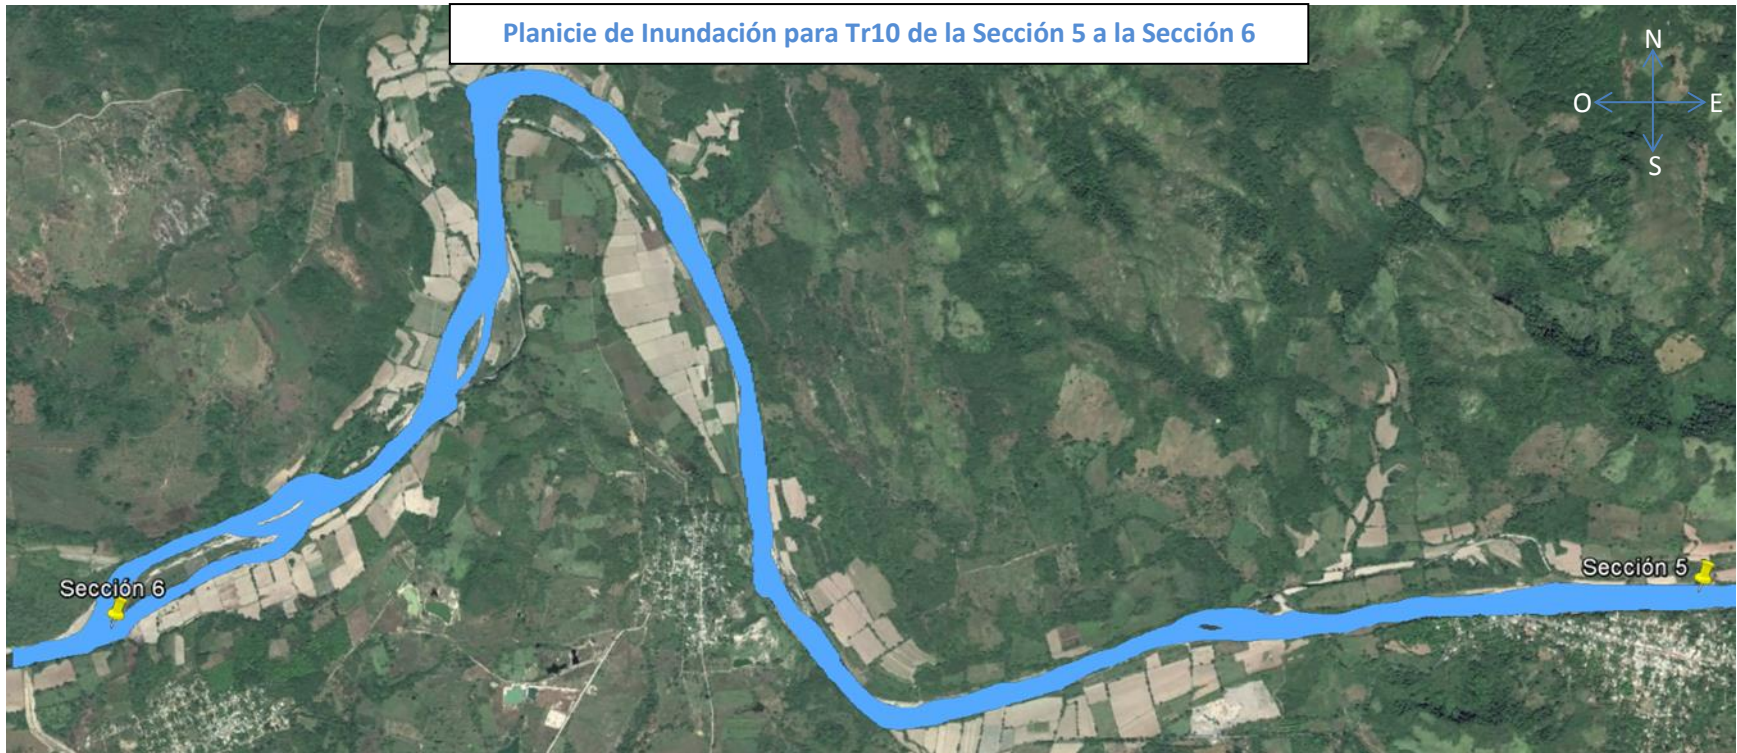 Planicie de Inundación para Tr10 de la Sección 5 a la Sección 6
N
O E
S
Sección 5
Sección 6